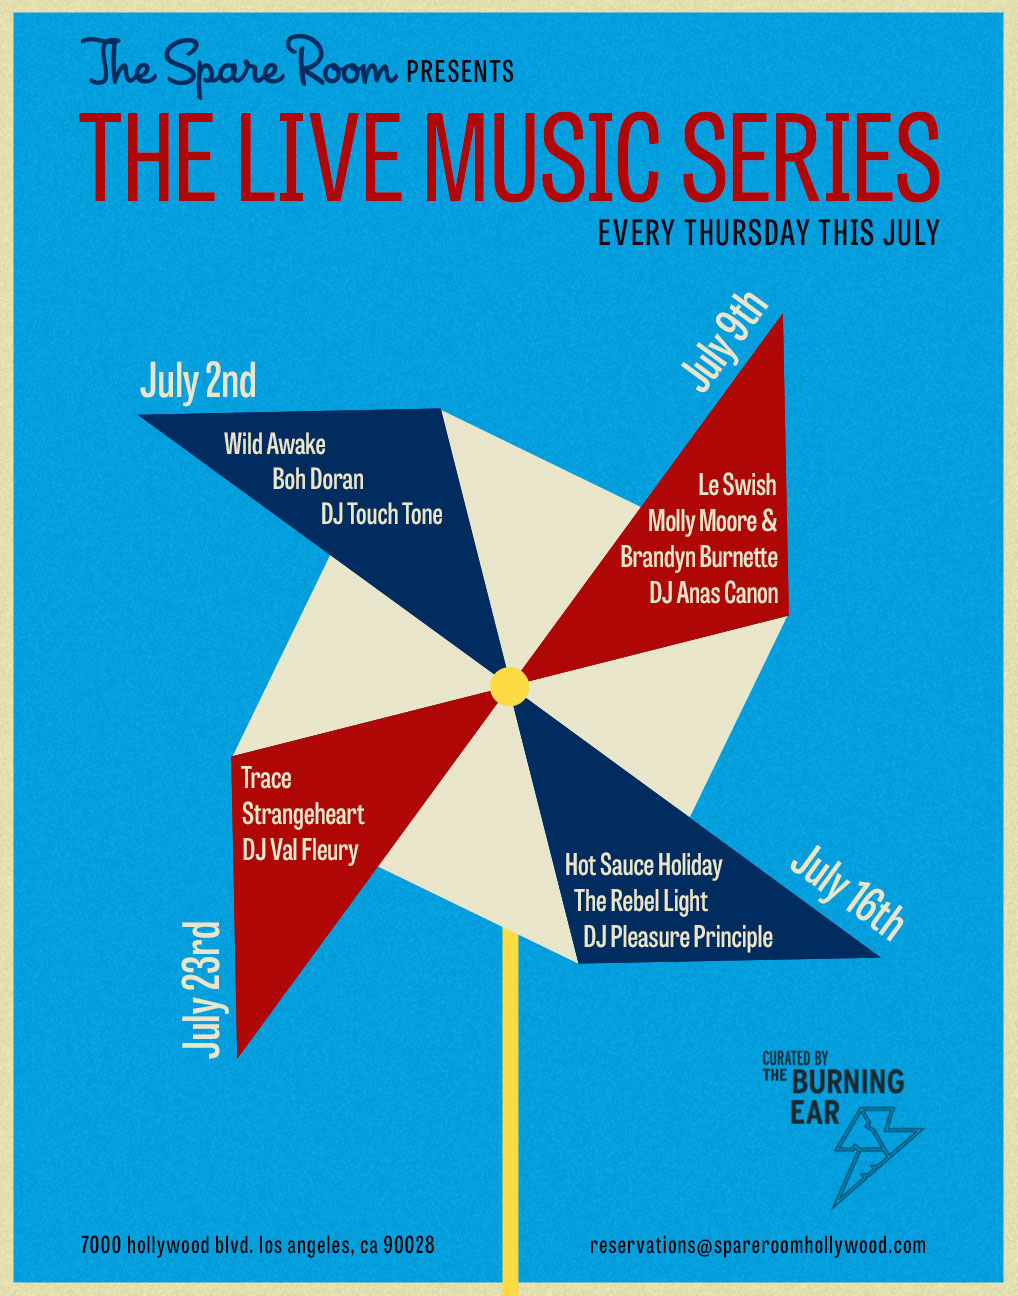 The Spare Room PRESENTS
THE LIVE MUSIC SERIES
EVERY THURSDAY THIS JULY
July 2nd
Wild Awake
Boh Doran
DJ Touch Tone
July 9th
Le Swish
Molly Moore &
Brandyn Burnette
DJ Anas Canon
July 16th
Hot Sauce Holiday
The Rebel Light
DJ Pleasure Principle
July 23rd
Trace
Strangeheart
DJ Val Fleury
CURATED BY
THE BURNING
EAR
7000 hollywood blvd. los angeles, ca 90028
reservations@spareroomhollywood.com